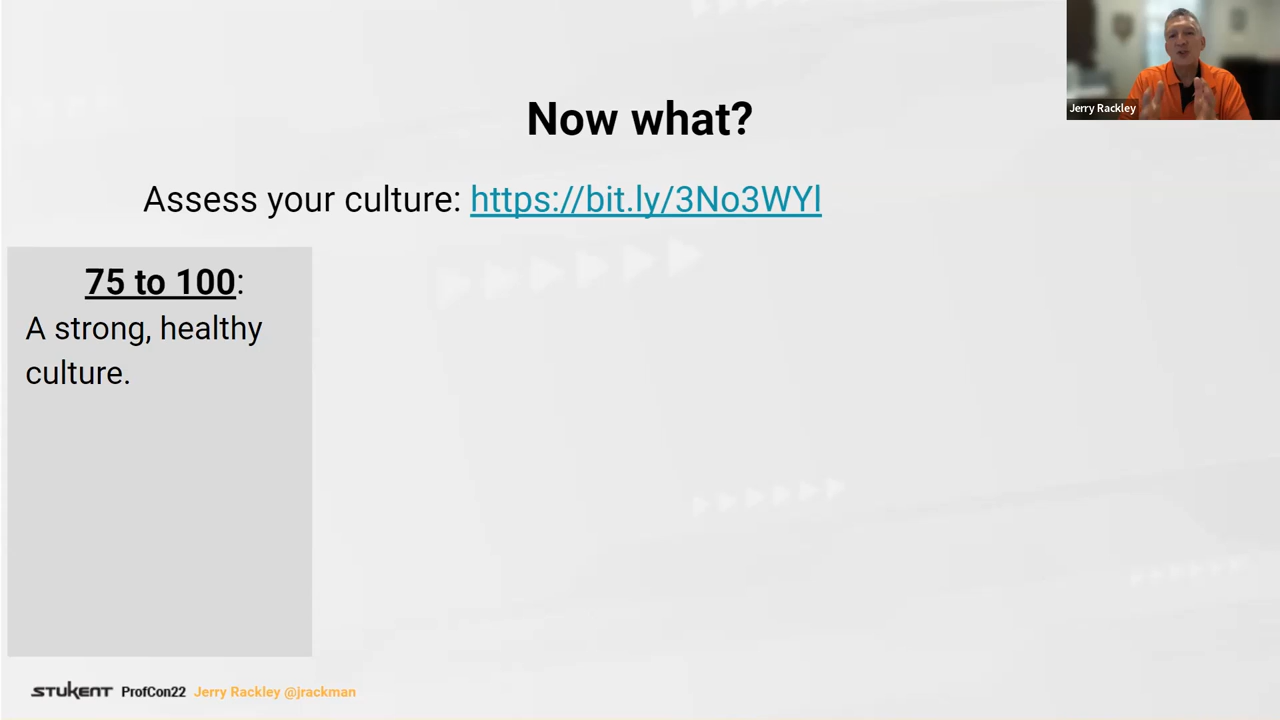 Jerry Rackley
Now what?
Assess your culture: https://bit.ly/3No3WYl
75 to 100:
A strong, healthy
culture.
STUKENT ProfCon22 Jerry Rackley @jrackman